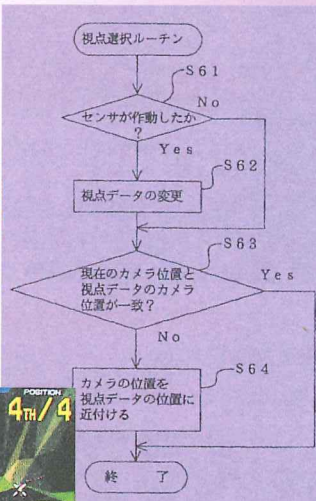 視点選択ルーチン
S61
センサが作動したか
？
No
Yes
S62
視点データの変更
S63
現在のカメラ位置と
視点データのカメラ
位置が一致？
Yes
No
S64
カメラの位置を
視点データの位置に
近付ける
POSITION
4TH/4
終 了